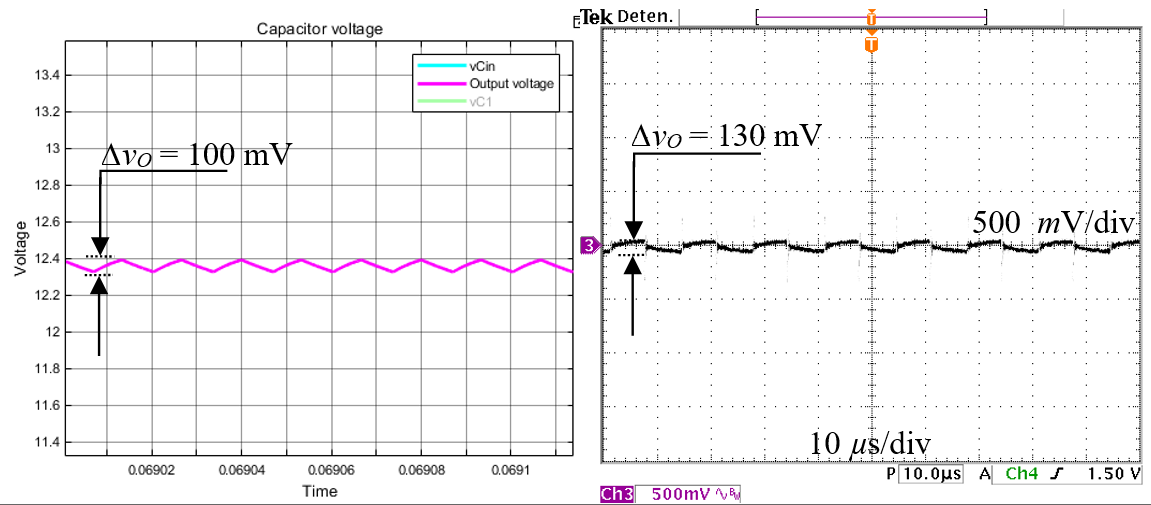 Capacitor voltage
vCin
Output voltage
vC1
13.4
13.2
13
12.8
12.6
12.4
12.2
12
11.8
11.6
11.4
Voltage
ΔvO = 100 mV
0.06902
0.06904
0.06906
0.06908
0.0691
Time
Tek Deten.
T
T
ΔvO = 130 mV
500 mV/div
3
10 µs/div
P 10.0µs A Ch4 1.50 V
Ch3 500mV BW